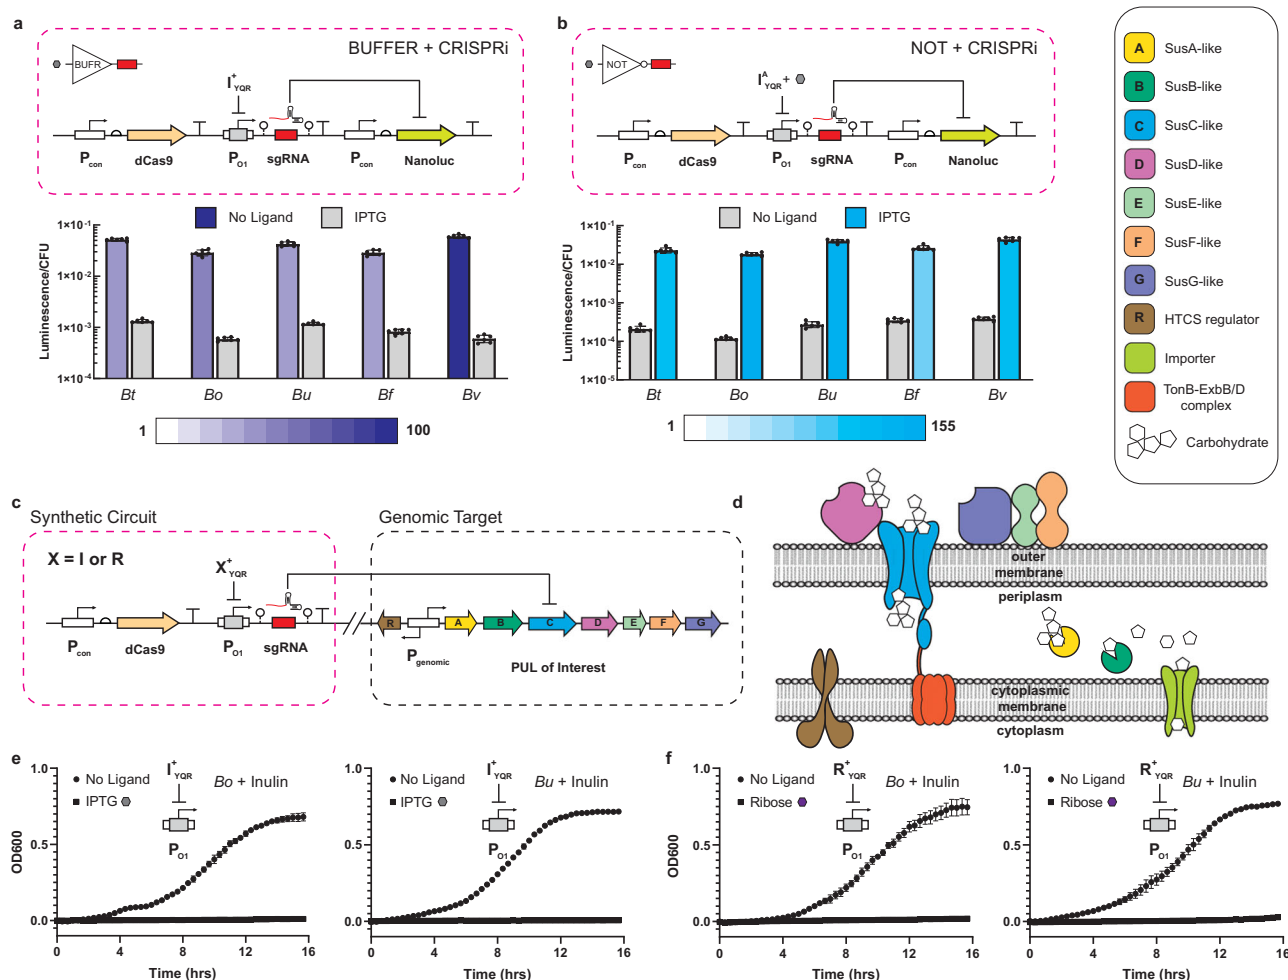 a
BUFFER + CRISPRi
BUFR
I+YQR
Pcon
dCas9
PO1
sgRNA
Pcon
Nanoluc
No Ligand
IPTG
Luminescence/CFU
1×10-1
1×10-2
1×10-3
1×10-4
Bt
Bo
Bu
Bf
Bv
1
100
b
NOT + CRISPRi
NOT
IAYQR +
Pcon
dCas9
PO1
sgRNA
Pcon
Nanoluc
No Ligand
IPTG
Luminescence/CFU
1×10-1
1×10-2
1×10-3
1×10-4
1×10-5
Bt
Bo
Bu
Bf
Bv
1
155
A SusA-like
B SusB-like
C SusC-like
D SusD-like
E SusE-like
F SusF-like
G SusG-like
R HTCS regulator
Importer
TonB-ExbB/D
complex
Carbohydrate
c
Synthetic Circuit
X = I or R
X+YQR
Pcon
dCas9
PO1
sgRNA
Genomic Target
R
A
B
C
D
E
F
G
Pgenomic
PUL of Interest
d
outer
membrane
periplasm
cytoplasmic
membrane
cytoplasm
e
No Ligand
IPTG
I+YQR
PO1
Bo + Inulin
OD600
1.0
0.5
0.0
0 4 8 12 16
Time (hrs)
No Ligand
IPTG
I+YQR
PO1
Bu + Inulin
1.0
0.5
0.0
0 4 8 12 16
Time (hrs)
f
No Ligand
Ribose
R+YQR
PO1
Bo + Inulin
OD600
1.0
0.5
0.0
0 4 8 12 16
Time (hrs)
No Ligand
Ribose
R+YQR
PO1
Bu + Inulin
1.0
0.5
0.0
0 4 8 12 16
Time (hrs)